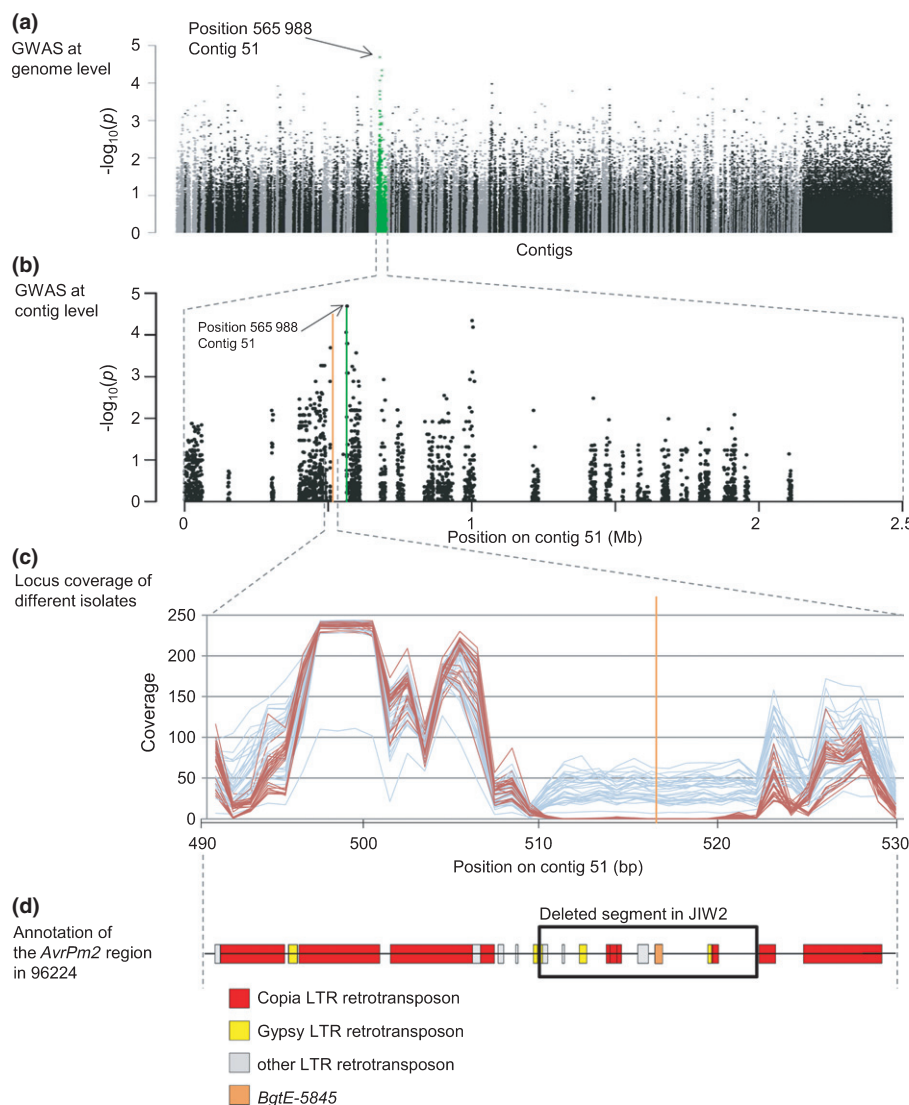 (a)
GWAS at
genome level
Position 565 988
Contig 51
-log10(p)
5
4
3
2
1
0
Contigs
(b)
GWAS at
contig level
Position 565 988
Contig 51
-log10(p)
5
4
3
2
1
0
0 1 2 2.5
Position on contig 51 (Mb)
(c)
Locus coverage of
different isolates
Coverage
250
200
150
100
50
0
490 500 510 520 530
Position on contig 51 (bp)
(d)
Annotation of
the AvrPm2 region
in 96224
Deleted segment in JIW2
Copia LTR retrotransposon
Gypsy LTR retrotransposon
other LTR retrotransposon
BgtE-5845